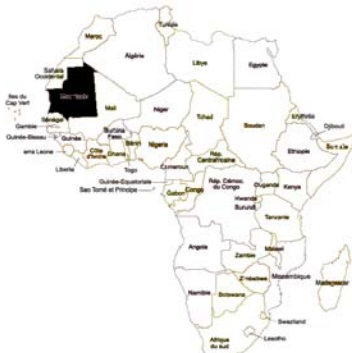 Tunisie
Maroc
Algérie
Libye
Egypte
Sahara
Occidental
Iles du
Cap Vert
Mali
Niger
Tchad
Soudan
Erythrée
Djibouti
Sénégal
Gambie
Guinée-Bissau
Guinée
Burkina
Faso
Bénin
Nigeria
Ethiopie
Somalie
erra Leone
Côte
d'Ivoire
Ghana
Liberia
Togo
Cameroun
Rép.
Centrafricaine
Guinée-Equatoriale
Sao Tomé et Principe
Gabon
Congo
Rép. Démoc.
du Congo
Ouganda
Kenya
Rwanda
Burundi
Tanzanie
Angola
Zambie
Malawi
Mozambique
Zimbabwe
Madagascar
Namibie
Botswana
Swaziland
Lesotho
Afrique
du sud